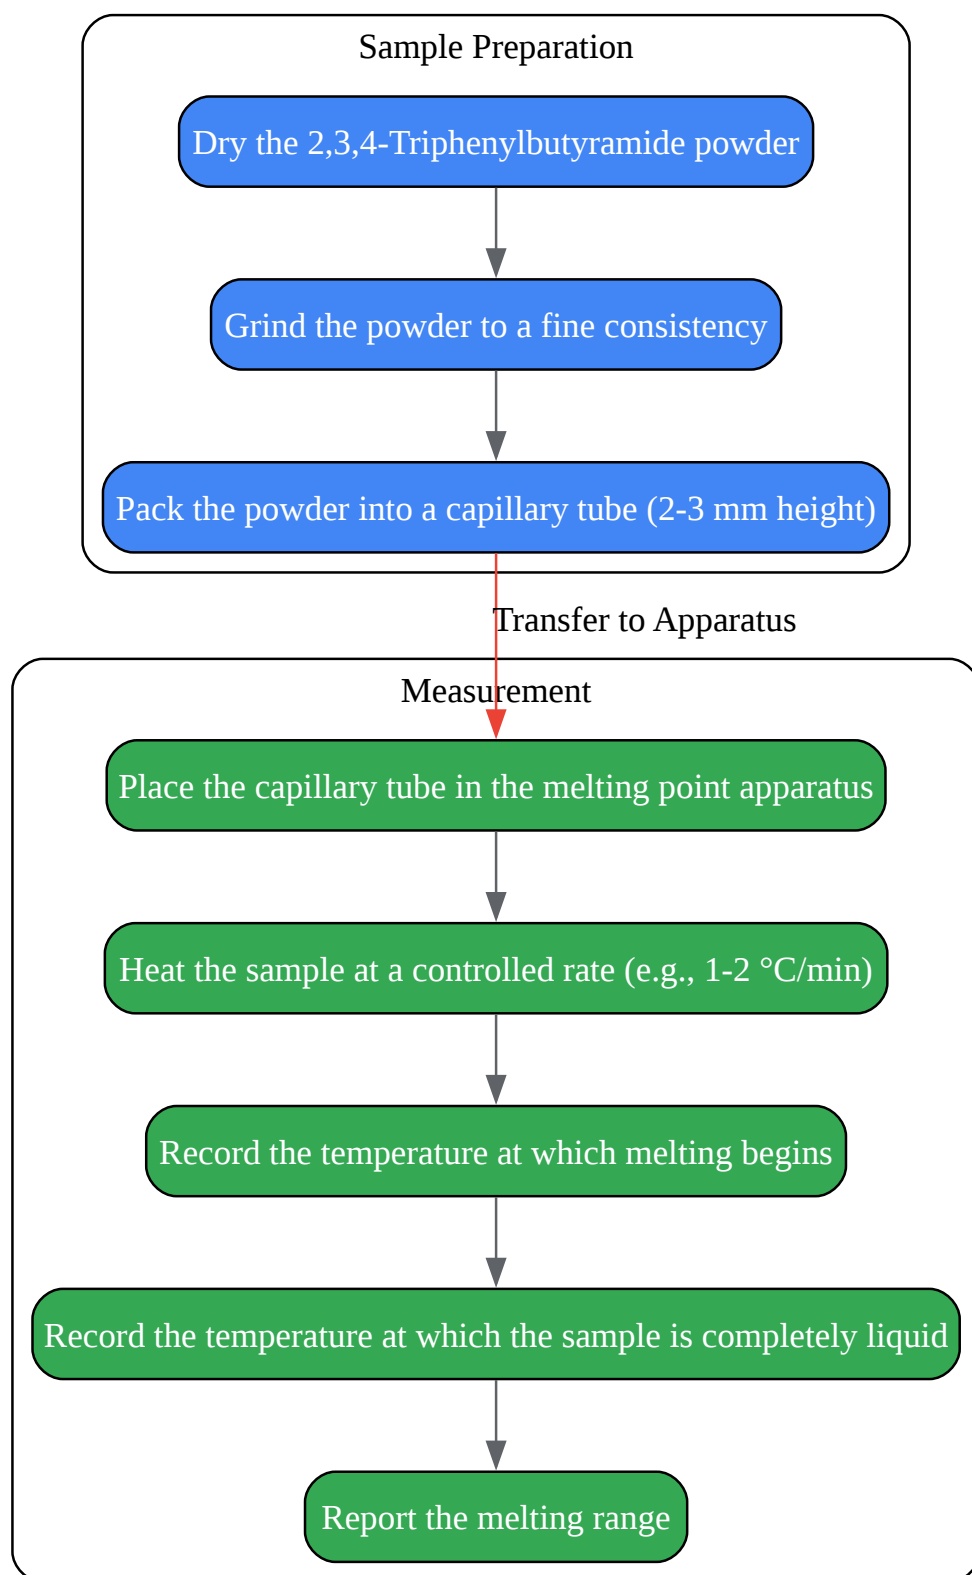 Sample Preparation
Dry the 2,3,4-Triphenylbutyramide powder
Grind the powder to a fine consistency
Pack the powder into a capillary tube (2-3 mm height)
Transfer to Apparatus
Measurement
Place the capillary tube in the melting point apparatus
Heat the sample at a controlled rate (e.g., 1-2 °C/min)
Record the temperature at which melting begins
Record the temperature at which the sample is completely liquid
Report the melting range